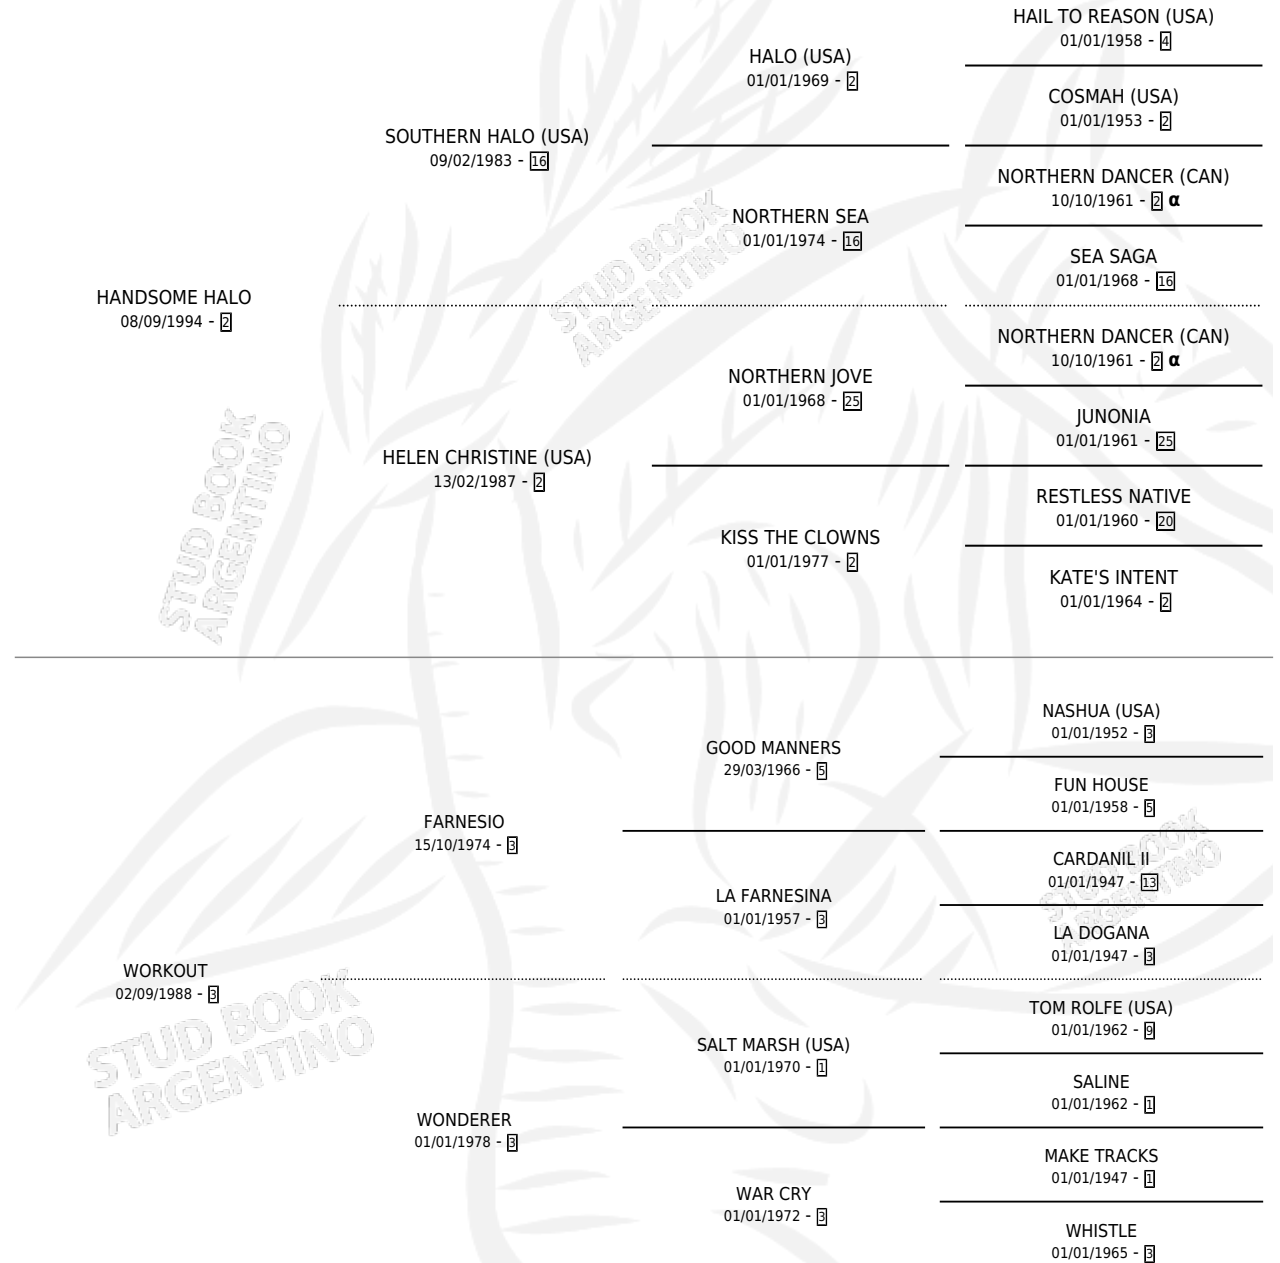 HAIL TO REASON (USA)
01/01/1958 - 4
HALO (USA)
01/01/1969 - 2
COSMAH (USA)
01/01/1953 - 2
SOUTHERN HALO (USA)
09/02/1983 - 16
NORTHERN DANCER (CAN)
10/10/1961 - 2 α
NORTHERN SEA
01/01/1974 - 16
SEA SAGA
01/01/1968 - 16
HANDSOME HALO
08/09/1994 - 2
NORTHERN DANCER (CAN)
10/10/1961 - 2 α
NORTHERN JOVE
01/01/1968 - 25
JUNONIA
01/01/1961 - 25
HELEN CHRISTINE (USA)
13/02/1987 - 2
RESTLESS NATIVE
01/01/1960 - 20
KISS THE CLOWNS
01/01/1977 - 2
KATE'S INTENT
01/01/1964 - 2
NASHUA (USA)
01/01/1952 - 3
GOOD MANNERS
29/03/1966 - 5
FUN HOUSE
01/01/1958 - 5
FARNESIO
15/10/1974 - 3
CARDANIL II
01/01/1947 - 13
LA FARNESINA
01/01/1957 - 3
LA DOGANA
01/01/1947 - 3
WORKOUT
02/09/1988 - 3
TOM ROLFE (USA)
01/01/1962 - 9
SALT MARSH (USA)
01/01/1970 - 1
SALINE
01/01/1962 - 1
WONDERER
01/01/1978 - 3
MAKE TRACKS
01/01/1947 - 1
WAR CRY
01/01/1972 - 3
WHISTLE
01/01/1965 - 3
STUD BOOK
ARGENTINO
STUD BOOK
ARGENTINO
STUD BOOK
ARGENTINO
STUD BOOK
ARGENTINO